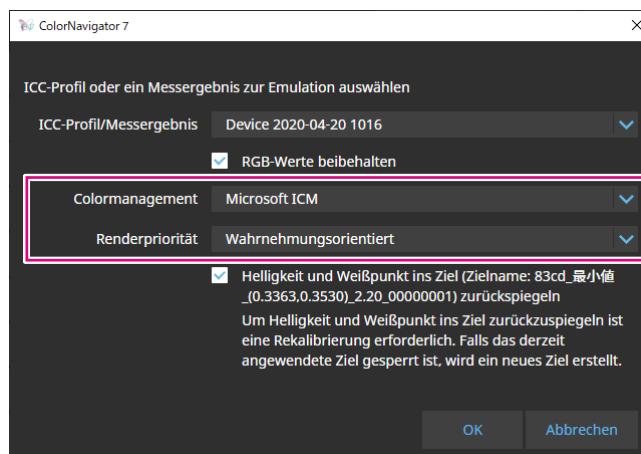 ColorNavigator 7
ICC-Profil oder ein Messergebnis zur Emulation auswählen
ICC-Profil/Messergebnis Device 2020-04-20 1016
RGB-Werte beibehalten
Colormanagement Microsoft ICM
Renderpriorität Wahrnehmungsorientiert
Helligkeit und Weißpunkt ins Ziel (Zielname: 83cd_最小値
_(0.3363,0.3530)_2.20_00000001) zurückspiegeln
Um Helligkeit und Weißpunkt ins Ziel zurückzuspiegeln ist
eine Rekalibrierung erforderlich. Falls das derzeit
angewendete Ziel gesperrt ist, wird ein neues Ziel erstellt.
OK Abbrechen